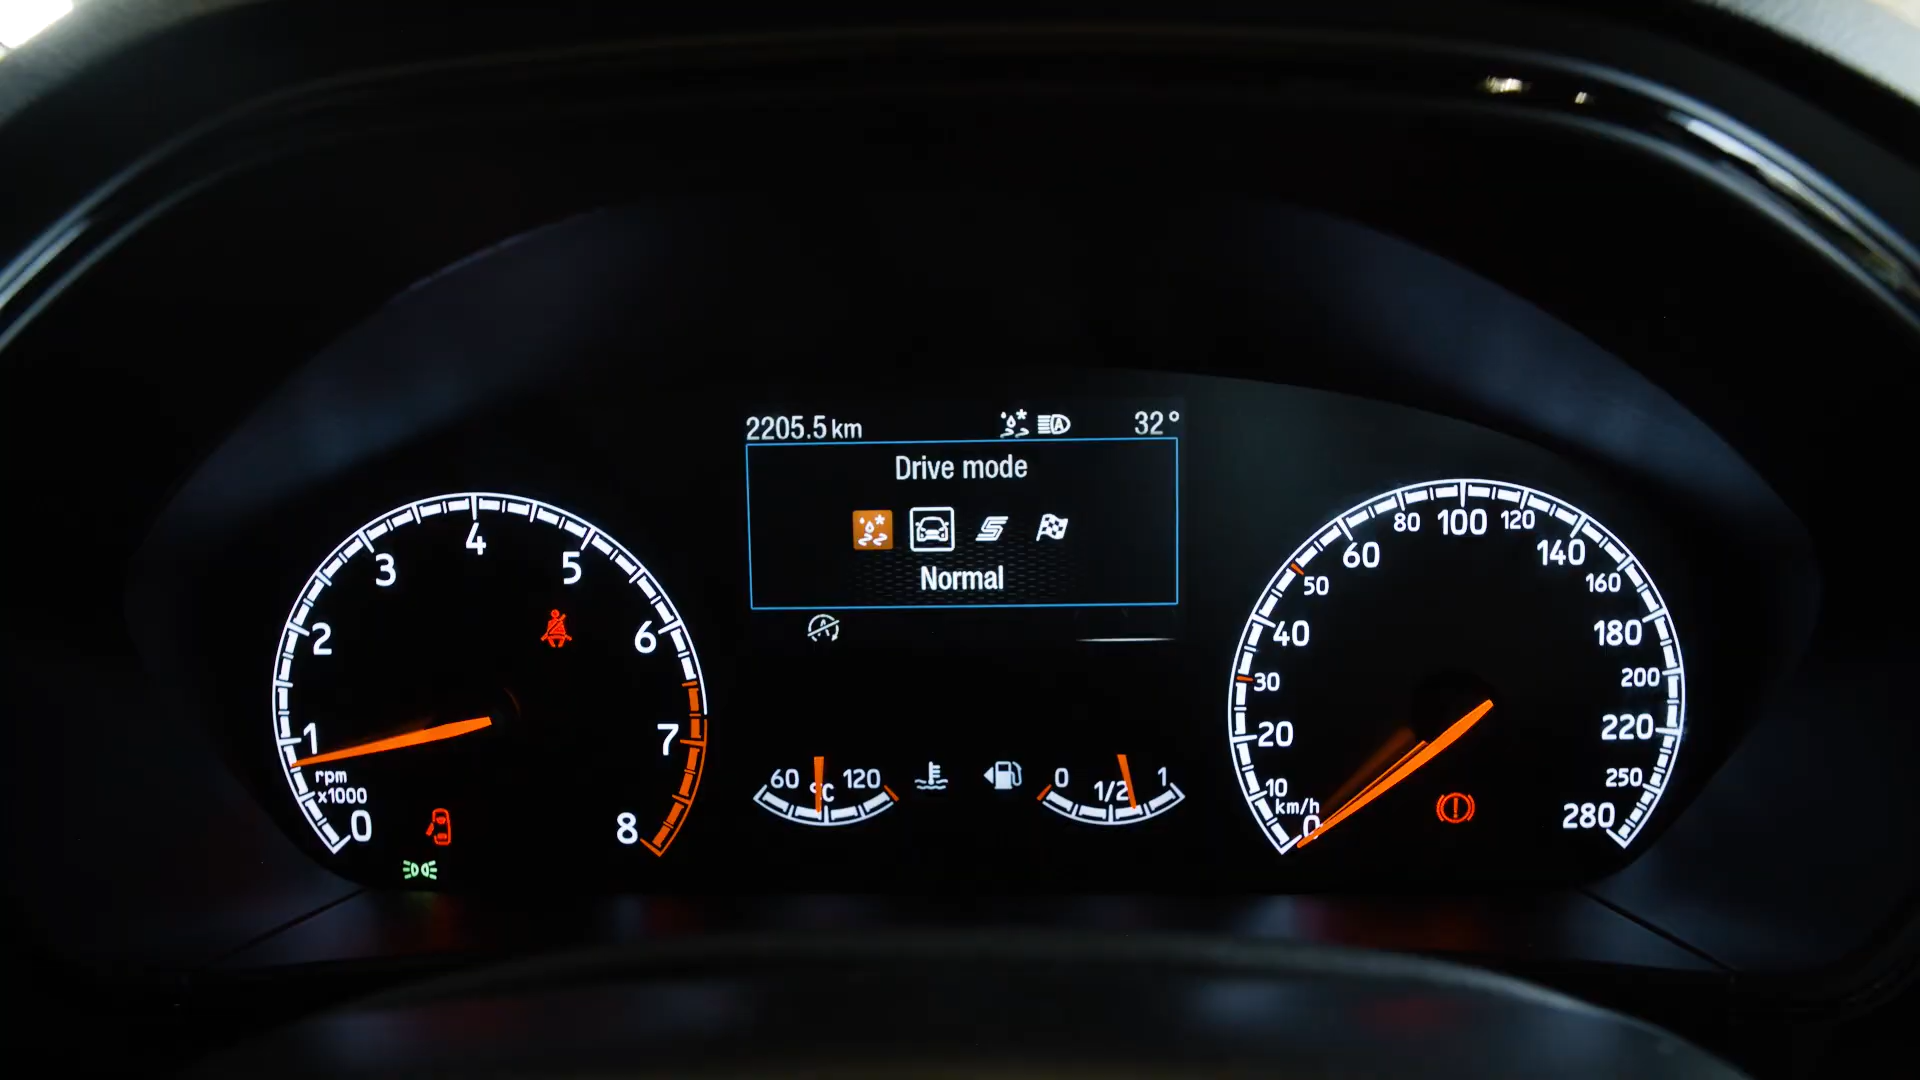 2205.5 km 32°
Drive mode
Normal
0 1 2 3 4 5 6 7 8
rpm
x1000
60 °C 120
0 1/2 1
0 10 20 30 40 50 60 80 100 120 140 160 180 200 220 250 280
km/h